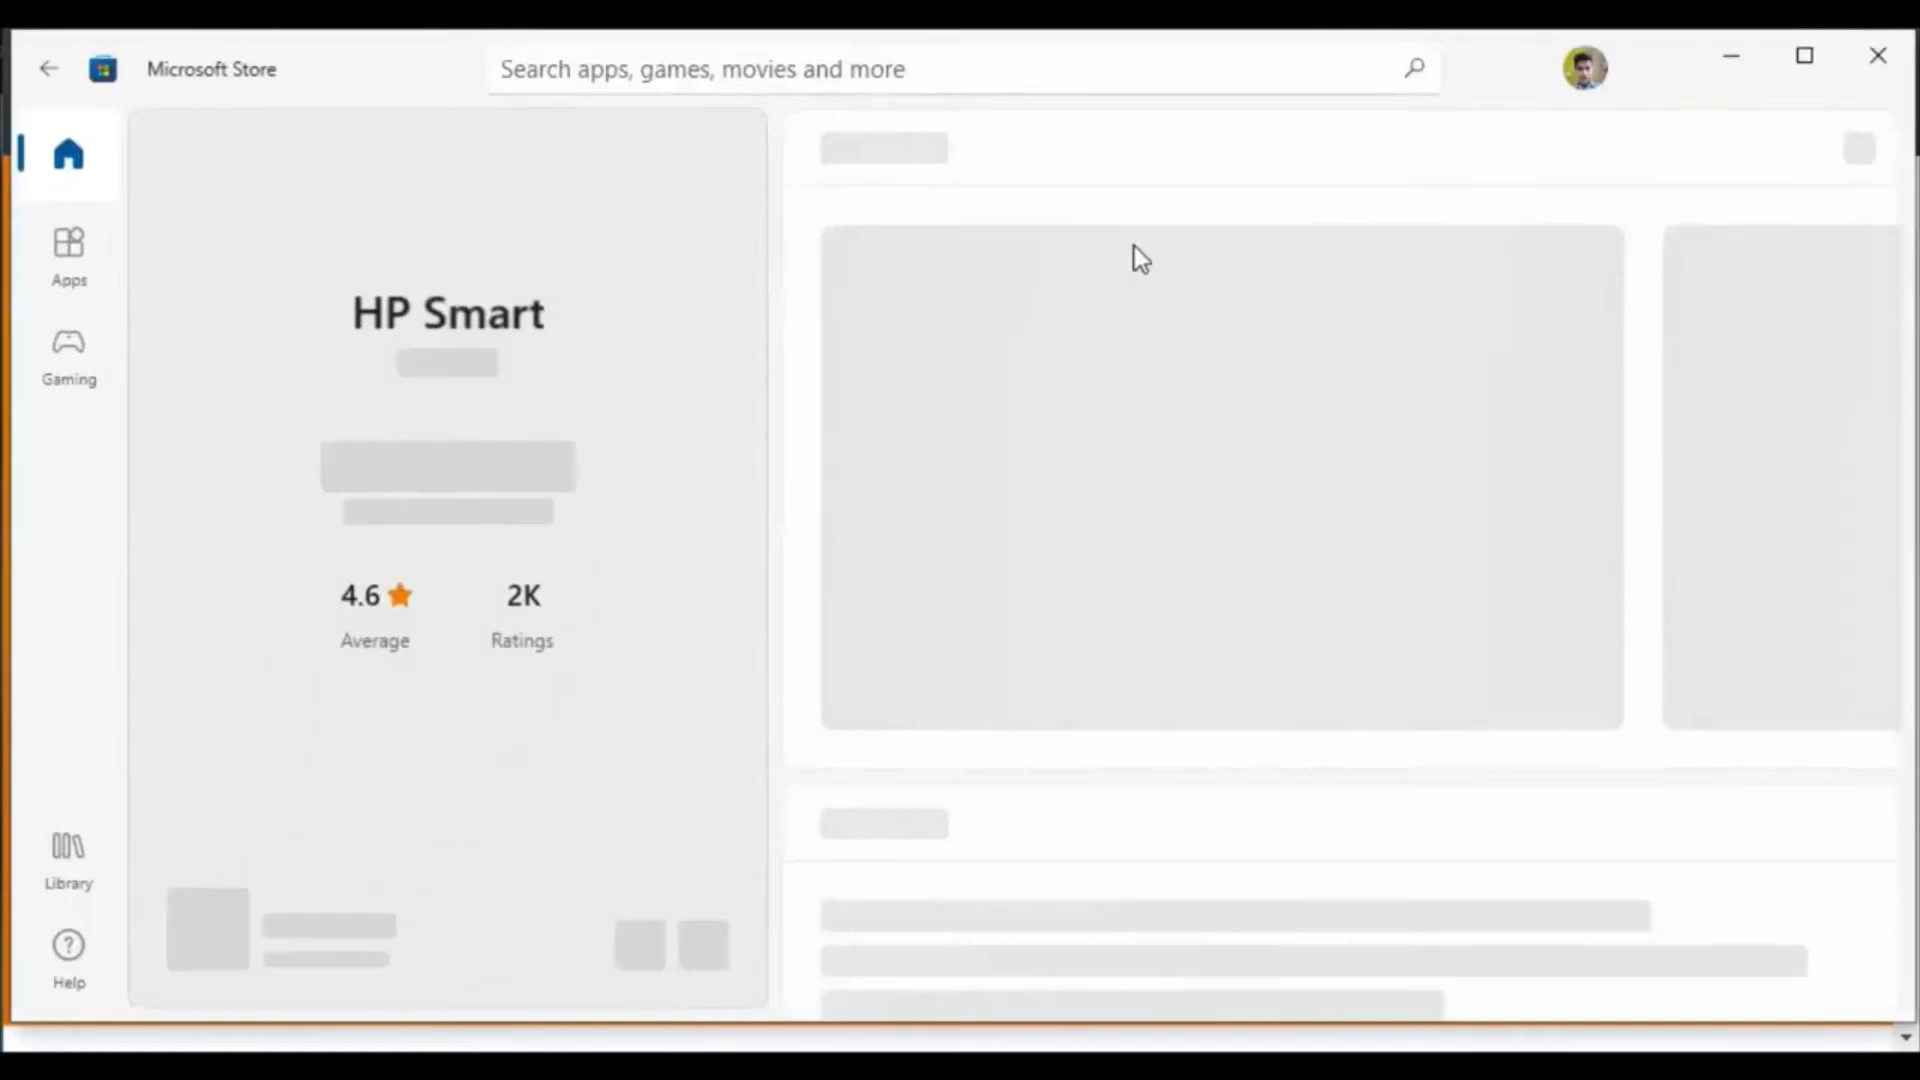 Microsoft Store
Search apps, games, movies and more
Apps
Gaming
HP Smart
4.6
2K
Average
Ratings
Library
Help